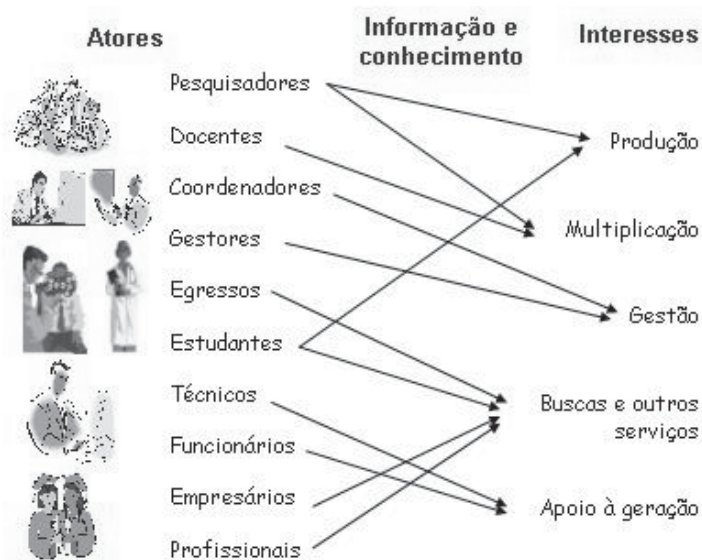 Atores
Informação e
conhecimento
Interesses
Pesquisadores
Docentes
Coordenadores
Gestores
Egressos
Estudantes
Técnicos
Funcionários
Empresários
Profissionais
Produção
Multiplicação
Gestão
Buscas e outros
serviços
Apoio à geração